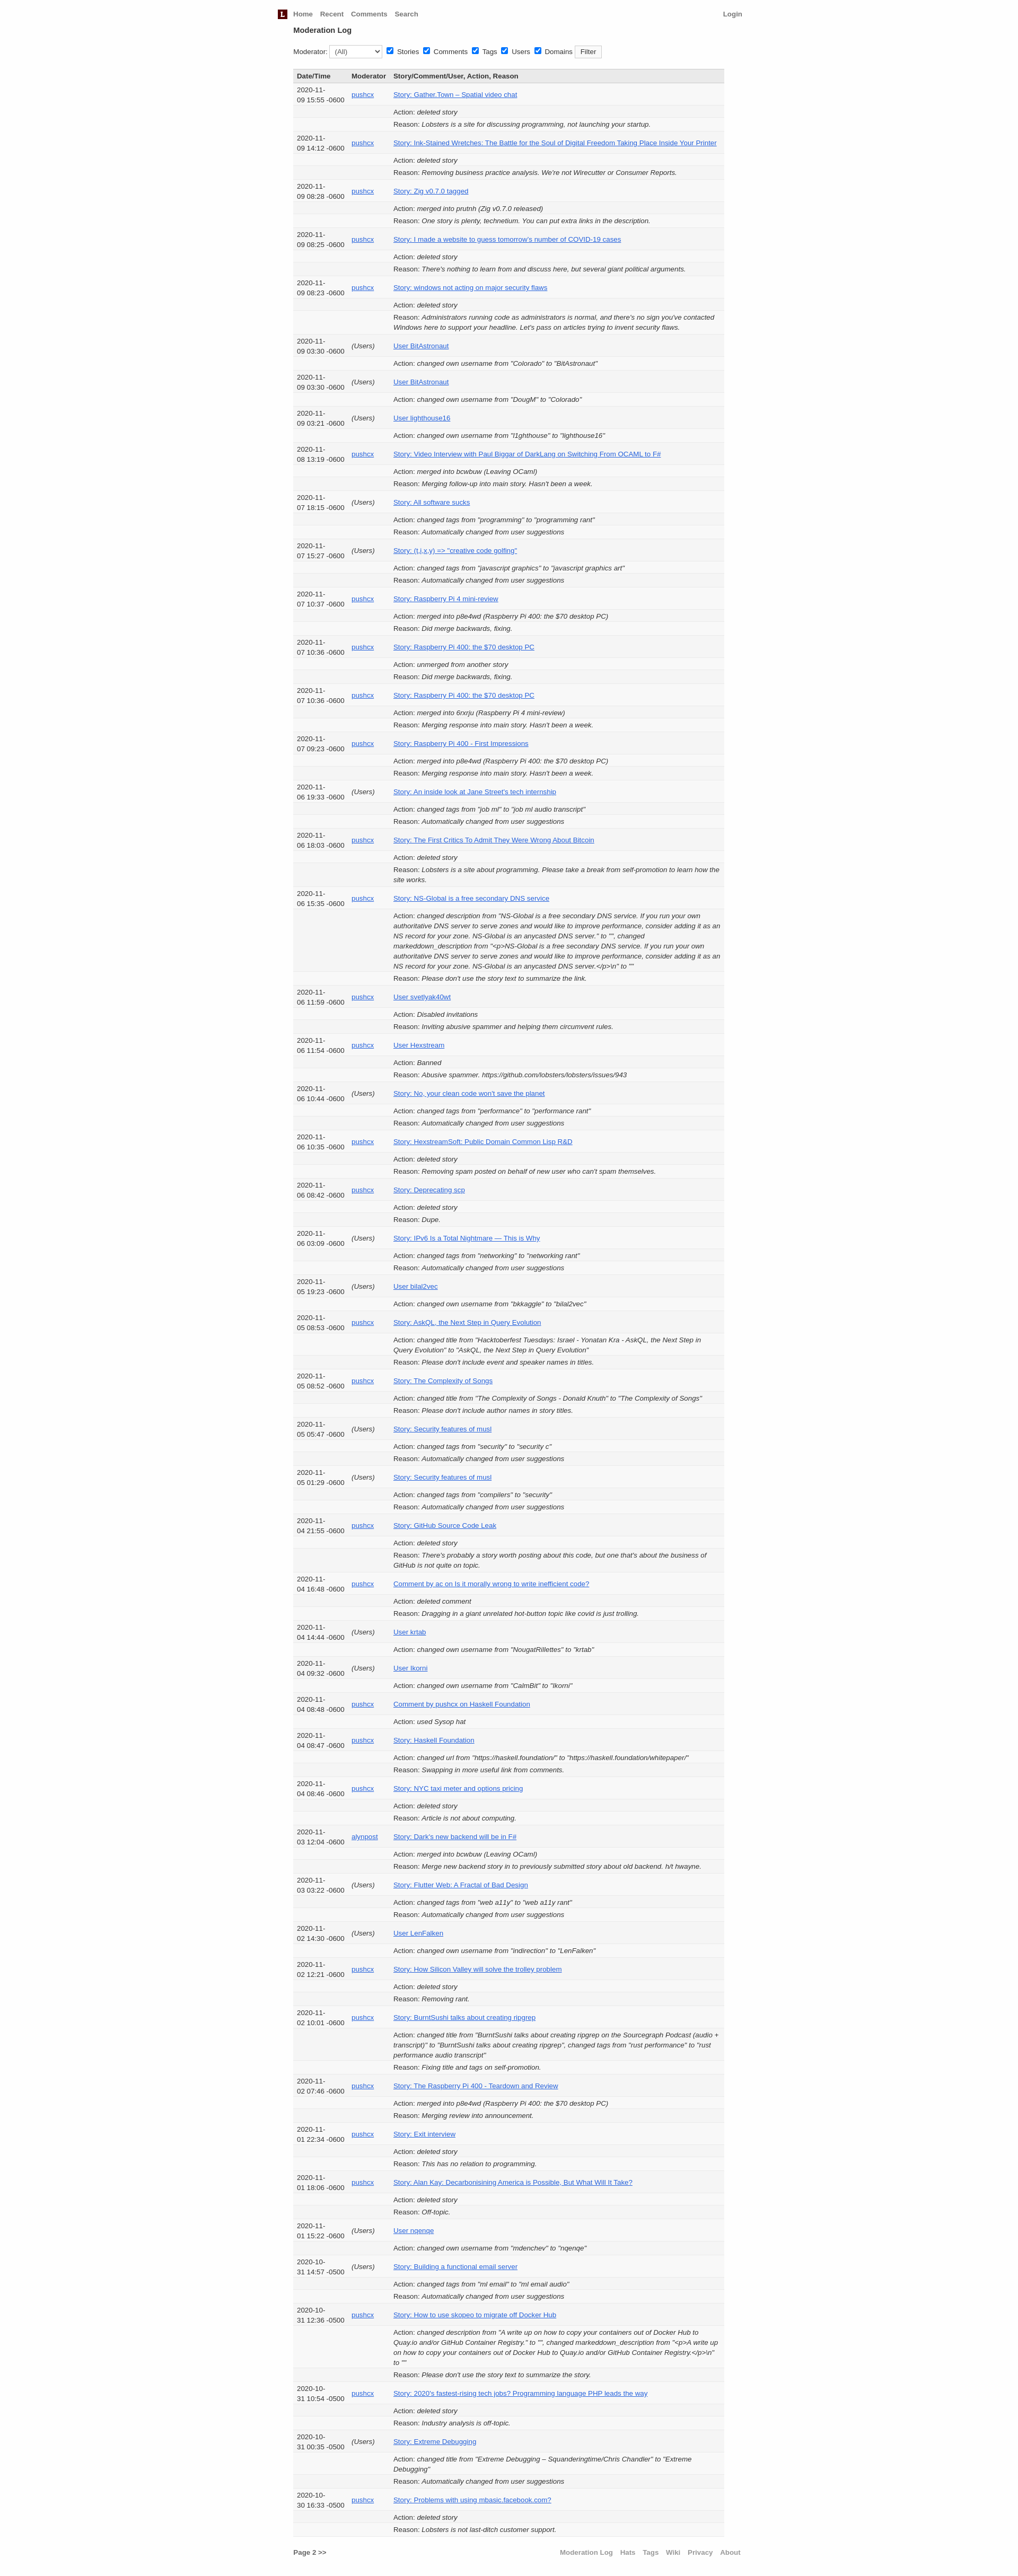 L Home Recent Comments Search Login
Moderation Log
Moderator: (All) Stories Comments Tags Users Domains Filter
Date/Time Moderator Story/Comment/User, Action, Reason
2020-11-
09 15:55 -0600 pushcx Story: Gather.Town – Spatial video chat
Action: deleted story
Reason: Lobsters is a site for discussing programming, not launching your startup.
2020-11-
09 14:12 -0600 pushcx Story: Ink-Stained Wretches: The Battle for the Soul of Digital Freedom Taking Place Inside Your Printer
Action: deleted story
Reason: Removing business practice analysis. We're not Wirecutter or Consumer Reports.
2020-11-
09 08:28 -0600 pushcx Story: Zig v0.7.0 tagged
Action: merged into prutnh (Zig v0.7.0 released)
Reason: One story is plenty, technetium. You can put extra links in the description.
2020-11-
09 08:25 -0600 pushcx Story: I made a website to guess tomorrow's number of COVID-19 cases
Action: deleted story
Reason: There's nothing to learn from and discuss here, but several giant political arguments.
2020-11-
09 08:23 -0600 pushcx Story: windows not acting on major security flaws
Action: deleted story
Reason: Administrators running code as administrators is normal, and there's no sign you've contacted
Windows here to support your headline. Let's pass on articles trying to invent security flaws.
2020-11-
09 03:30 -0600 (Users) User BitAstronaut
Action: changed own username from "Colorado" to "BitAstronaut"
2020-11-
09 03:30 -0600 (Users) User BitAstronaut
Action: changed own username from "DougM" to "Colorado"
2020-11-
09 03:21 -0600 (Users) User lighthouse16
Action: changed own username from "l1ghthouse" to "lighthouse16"
2020-11-
08 13:19 -0600 pushcx Story: Video Interview with Paul Biggar of DarkLang on Switching From OCAML to F#
Action: merged into bcwbuw (Leaving OCaml)
Reason: Merging follow-up into main story. Hasn't been a week.
2020-11-
07 18:15 -0600 (Users) Story: All software sucks
Action: changed tags from "programming" to "programming rant"
Reason: Automatically changed from user suggestions
2020-11-
07 15:27 -0600 (Users) Story: (t,i,x,y) => "creative code golfing"
Action: changed tags from "javascript graphics" to "javascript graphics art"
Reason: Automatically changed from user suggestions
2020-11-
07 10:37 -0600 pushcx Story: Raspberry Pi 4 mini-review
Action: merged into p8e4wd (Raspberry Pi 400: the $70 desktop PC)
Reason: Did merge backwards, fixing.
2020-11-
07 10:36 -0600 pushcx Story: Raspberry Pi 400: the $70 desktop PC
Action: unmerged from another story
Reason: Did merge backwards, fixing.
2020-11-
07 10:36 -0600 pushcx Story: Raspberry Pi 400: the $70 desktop PC
Action: merged into 6rxrju (Raspberry Pi 4 mini-review)
Reason: Merging response into main story. Hasn't been a week.
2020-11-
07 09:23 -0600 pushcx Story: Raspberry Pi 400 - First Impressions
Action: merged into p8e4wd (Raspberry Pi 400: the $70 desktop PC)
Reason: Merging response into main story. Hasn't been a week.
2020-11-
06 19:33 -0600 (Users) Story: An inside look at Jane Street's tech internship
Action: changed tags from "job ml" to "job ml audio transcript"
Reason: Automatically changed from user suggestions
2020-11-
06 18:03 -0600 pushcx Story: The First Critics To Admit They Were Wrong About Bitcoin
Action: deleted story
Reason: Lobsters is a site about programming. Please take a break from self-promotion to learn how the
site works.
2020-11-
06 15:35 -0600 pushcx Story: NS-Global is a free secondary DNS service
Action: changed description from "NS-Global is a free secondary DNS service. If you run your own
authoritative DNS server to serve zones and would like to improve performance, consider adding it as an
NS record for your zone. NS-Global is an anycasted DNS server." to "", changed
markeddown_description from "<p>NS-Global is a free secondary DNS service. If you run your own
authoritative DNS server to serve zones and would like to improve performance, consider adding it as an
NS record for your zone. NS-Global is an anycasted DNS server.</p>\n" to ""
Reason: Please don't use the story text to summarize the link.
2020-11-
06 11:59 -0600 pushcx User svetlyak40wt
Action: Disabled invitations
Reason: Inviting abusive spammer and helping them circumvent rules.
2020-11-
06 11:54 -0600 pushcx User Hexstream
Action: Banned
Reason: Abusive spammer. https://github.com/lobsters/lobsters/issues/943
2020-11-
06 10:44 -0600 (Users) Story: No, your clean code won't save the planet
Action: changed tags from "performance" to "performance rant"
Reason: Automatically changed from user suggestions
2020-11-
06 10:35 -0600 pushcx Story: HexstreamSoft: Public Domain Common Lisp R&D
Action: deleted story
Reason: Removing spam posted on behalf of new user who can't spam themselves.
2020-11-
06 08:42 -0600 pushcx Story: Deprecating scp
Action: deleted story
Reason: Dupe.
2020-11-
06 03:09 -0600 (Users) Story: IPv6 Is a Total Nightmare — This is Why
Action: changed tags from "networking" to "networking rant"
Reason: Automatically changed from user suggestions
2020-11-
05 19:23 -0600 (Users) User bilal2vec
Action: changed own username from "bkkaggle" to "bilal2vec"
2020-11-
05 08:53 -0600 pushcx Story: AskQL, the Next Step in Query Evolution
Action: changed title from "Hacktoberfest Tuesdays: Israel - Yonatan Kra - AskQL, the Next Step in
Query Evolution" to "AskQL, the Next Step in Query Evolution"
Reason: Please don't include event and speaker names in titles.
2020-11-
05 08:52 -0600 pushcx Story: The Complexity of Songs
Action: changed title from "The Complexity of Songs - Donald Knuth" to "The Complexity of Songs"
Reason: Please don't include author names in story titles.
2020-11-
05 05:47 -0600 (Users) Story: Security features of musl
Action: changed tags from "security" to "security c"
Reason: Automatically changed from user suggestions
2020-11-
05 01:29 -0600 (Users) Story: Security features of musl
Action: changed tags from "compilers" to "security"
Reason: Automatically changed from user suggestions
2020-11-
04 21:55 -0600 pushcx Story: GitHub Source Code Leak
Action: deleted story
Reason: There's probably a story worth posting about this code, but one that's about the business of
GitHub is not quite on topic.
2020-11-
04 16:48 -0600 pushcx Comment by ac on Is it morally wrong to write inefficient code?
Action: deleted comment
Reason: Dragging in a giant unrelated hot-button topic like covid is just trolling.
2020-11-
04 14:44 -0600 (Users) User krtab
Action: changed own username from "NougatRillettes" to "krtab"
2020-11-
04 09:32 -0600 (Users) User Ikorni
Action: changed own username from "CalmBit" to "Ikorni"
2020-11-
04 08:48 -0600 pushcx Comment by pushcx on Haskell Foundation
Action: used Sysop hat
2020-11-
04 08:47 -0600 pushcx Story: Haskell Foundation
Action: changed url from "https://haskell.foundation/" to "https://haskell.foundation/whitepaper/"
Reason: Swapping in more useful link from comments.
2020-11-
04 08:46 -0600 pushcx Story: NYC taxi meter and options pricing
Action: deleted story
Reason: Article is not about computing.
2020-11-
03 12:04 -0600 alynpost Story: Dark's new backend will be in F#
Action: merged into bcwbuw (Leaving OCaml)
Reason: Merge new backend story in to previously submitted story about old backend. h/t hwayne.
2020-11-
03 03:22 -0600 (Users) Story: Flutter Web: A Fractal of Bad Design
Action: changed tags from "web a11y" to "web a11y rant"
Reason: Automatically changed from user suggestions
2020-11-
02 14:30 -0600 (Users) User LenFalken
Action: changed own username from "indirection" to "LenFalken"
2020-11-
02 12:21 -0600 pushcx Story: How Silicon Valley will solve the trolley problem
Action: deleted story
Reason: Removing rant.
2020-11-
02 10:01 -0600 pushcx Story: BurntSushi talks about creating ripgrep
Action: changed title from "BurntSushi talks about creating ripgrep on the Sourcegraph Podcast (audio +
transcript)" to "BurntSushi talks about creating ripgrep", changed tags from "rust performance" to "rust
performance audio transcript"
Reason: Fixing title and tags on self-promotion.
2020-11-
02 07:46 -0600 pushcx Story: The Raspberry Pi 400 - Teardown and Review
Action: merged into p8e4wd (Raspberry Pi 400: the $70 desktop PC)
Reason: Merging review into announcement.
2020-11-
01 22:34 -0600 pushcx Story: Exit interview
Action: deleted story
Reason: This has no relation to programming.
2020-11-
01 18:06 -0600 pushcx Story: Alan Kay: Decarbonisining America is Possible, But What Will It Take?
Action: deleted story
Reason: Off-topic.
2020-11-
01 15:22 -0600 (Users) User nqenqe
Action: changed own username from "mdenchev" to "nqenqe"
2020-10-
31 14:57 -0500 (Users) Story: Building a functional email server
Action: changed tags from "ml email" to "ml email audio"
Reason: Automatically changed from user suggestions
2020-10-
31 12:36 -0500 pushcx Story: How to use skopeo to migrate off Docker Hub
Action: changed description from "A write up on how to copy your containers out of Docker Hub to
Quay.io and/or GitHub Container Registry." to "", changed markeddown_description from "<p>A write up
on how to copy your containers out of Docker Hub to Quay.io and/or GitHub Container Registry.</p>\n"
to ""
Reason: Please don't use the story text to summarize the story.
2020-10-
31 10:54 -0500 pushcx Story: 2020's fastest-rising tech jobs? Programming language PHP leads the way
Action: deleted story
Reason: Industry analysis is off-topic.
2020-10-
31 00:35 -0500 (Users) Story: Extreme Debugging
Action: changed title from "Extreme Debugging – Squanderingtime/Chris Chandler" to "Extreme
Debugging"
Reason: Automatically changed from user suggestions
2020-10-
30 16:33 -0500 pushcx Story: Problems with using mbasic.facebook.com?
Action: deleted story
Reason: Lobsters is not last-ditch customer support.
Page 2 >> Moderation Log Hats Tags Wiki Privacy About